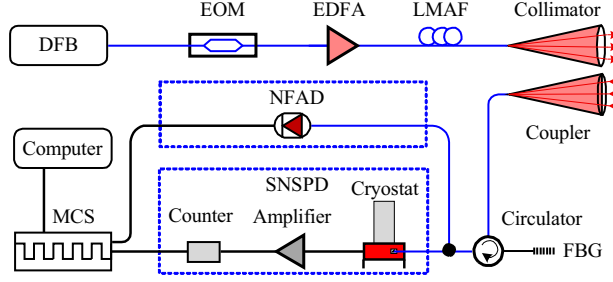 EOM
EDFA
LMAF
Collimator
DFB
NFAD
Coupler
Computer
SNSPD
Cryostat
MCS
Counter
Amplifier
Circulator
FBG